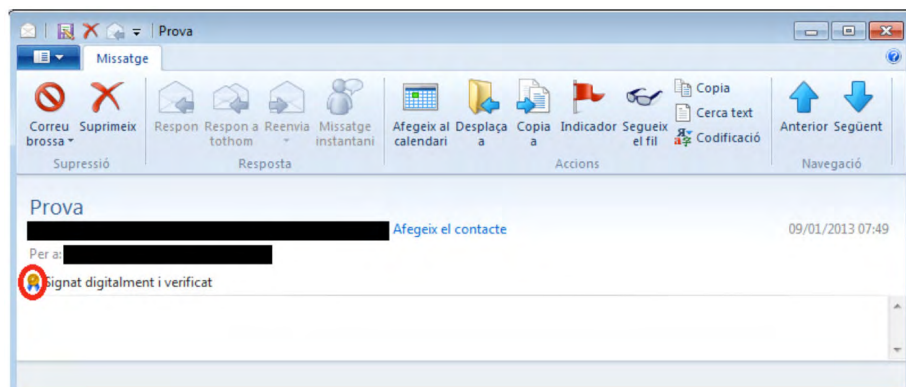 Prova
Missatge
Correu brossa
Suprimeix
Respon
Respon a tothom
Reenvia
Missatge instantani
Afegeix al calendari
Desplaça a
Copia a
Indicador
Segueix el fil
Copia
Cerca text
Codificació
Anterior
Següent
Supressió
Resposta
Accions
Navegació
Prova
Afegeix el contacte
09/01/2013 07:49
Per a:
Signat digitalment i verificat